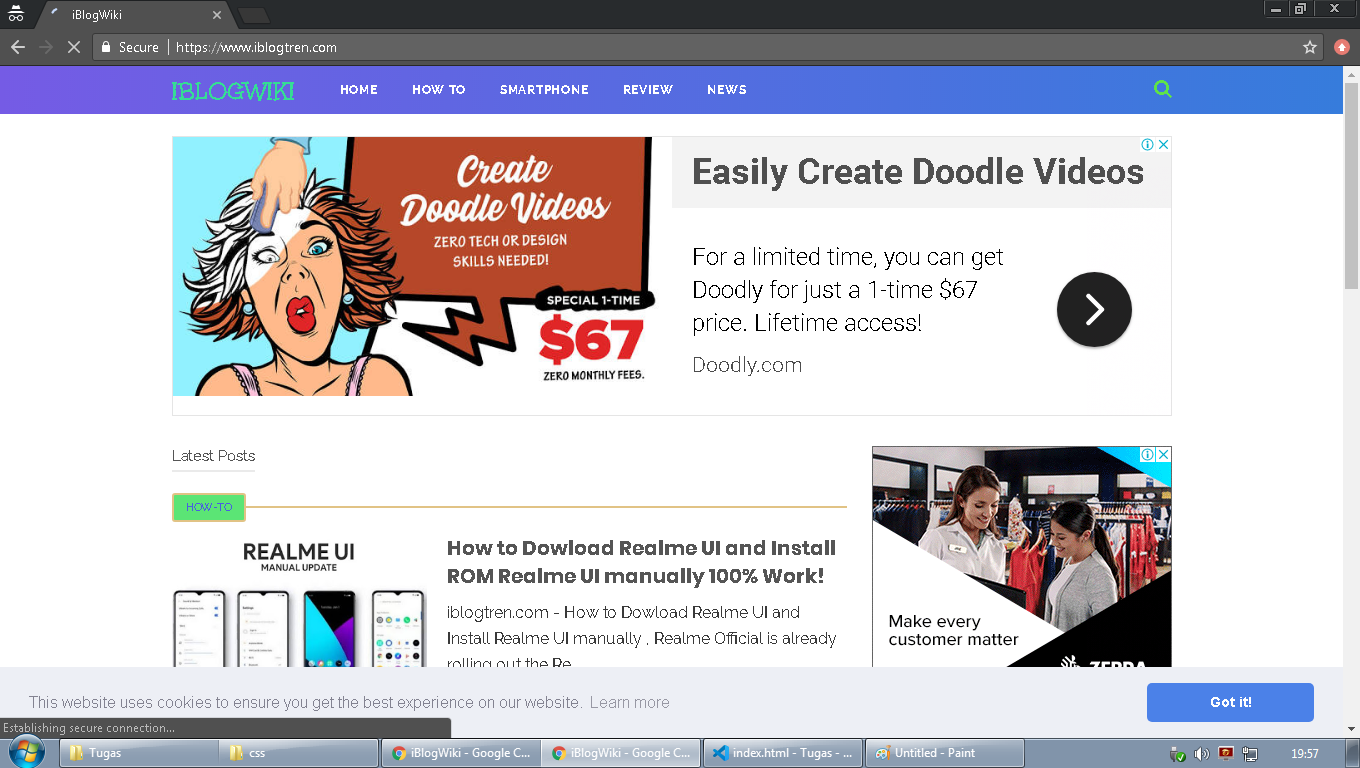 iBlogWiki
Secure
https://www.iblogtren.com
IBLOGWIKI
HOME
HOW TO
SMARTPHONE
REVIEW
NEWS
Create
Doodle Videos
ZERO TECH OR DESIGN
SKILLS NEEDED!
SPECIAL 1-TIME
$67
ZERO MONTHLY FEES.
Easily Create Doodle Videos
For a limited time, you can get
Doodly for just a 1-time $67
price. Lifetime access!
Doodly.com
Latest Posts
HOW-TO
REALME UI
MANUAL UPDATE
How to Dowload Realme UI and Install
ROM Realme UI manually 100% Work!
iblogtren.com - How to Dowload Realme UI and
Install Realme UI manually , Realme Official is already
rolling out the Re
Make every
customer matter
ZEBRA
This website uses cookies to ensure you get the best experience on our website. Learn more
Got it!
Establishing secure connection...
Tugas
css
iBlogWiki - Google C...
iBlogWiki - Google C...
index.html - Tugas - ...
Untitled - Paint
19:57